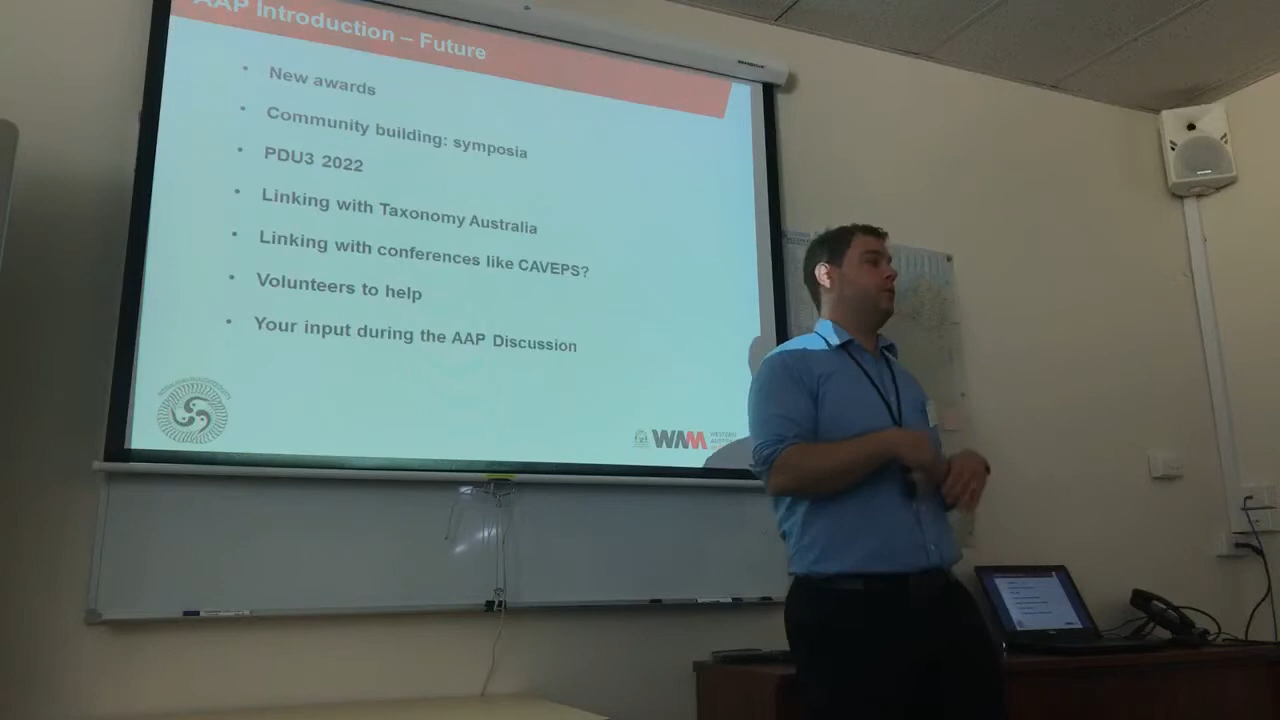 AAP Introduction – Future
• New awards
• Community building: symposia
• PDU3 2022
• Linking with Taxonomy Australia
• Linking with conferences like CAVEPS?
• Volunteers to help
• Your input during the AAP Discussion
WAM
WESTERN